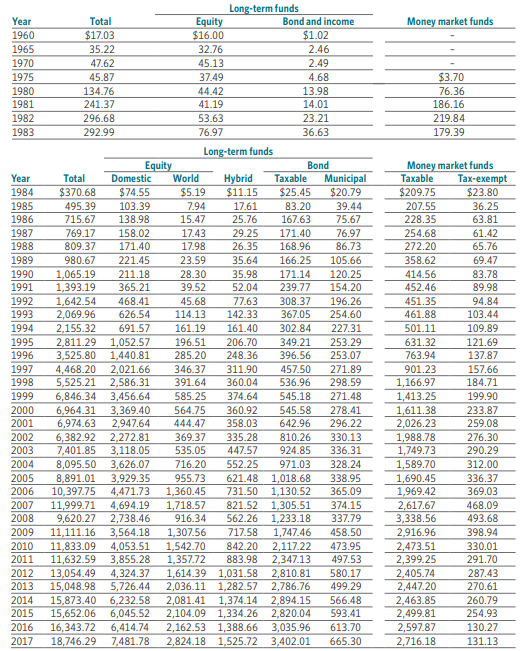 Long-term funds
Year Total Equity Bond and income Money market funds
1960 $17.03 $16.00 $1.02 -
1965 35.22 32.76 2.46 -
1970 47.62 45.13 2.49 -
1975 45.87 37.49 4.68 $3.70
1980 134.76 44.42 13.98 76.36
1981 241.37 41.19 14.01 186.16
1982 296.68 53.63 23.21 219.84
1983 292.99 76.97 36.63 179.39
Long-term funds
Equity Bond Money market funds
Year Total Domestic World Hybrid Taxable Municipal Taxable Tax-exempt
1984 $370.68 $74.55 $5.19 $11.15 $25.45 $20.79 $209.75 $23.80
1985 495.39 103.39 7.94 17.61 83.20 39.44 207.55 36.25
1986 715.67 138.98 15.47 25.76 167.63 75.67 228.35 63.81
1987 769.17 158.02 17.43 29.25 171.40 76.97 254.68 61.42
1988 809.37 171.40 17.98 26.35 168.96 86.73 272.20 65.76
1989 980.67 221.45 23.59 35.64 166.25 105.66 358.62 69.47
1990 1,065.19 211.18 28.30 35.98 171.14 120.25 414.56 83.78
1991 1,393.19 365.21 39.52 52.04 239.77 154.20 452.46 89.98
1992 1,642.54 468.41 45.68 77.63 308.37 196.26 451.35 94.84
1993 2,069.96 626.54 114.13 142.33 367.05 254.60 461.88 103.44
1994 2,155.32 691.57 161.19 161.40 302.84 227.31 501.11 109.89
1995 2,811.29 1,052.57 196.51 206.70 349.21 253.29 631.32 121.69
1996 3,525.80 1,440.81 285.20 248.36 396.56 253.07 763.94 137.87
1997 4,468.20 2,021.66 346.37 311.90 457.50 271.89 901.23 157.66
1998 5,525.21 2,586.31 391.64 360.04 536.96 298.59 1,166.97 184.71
1999 6,846.34 3,456.64 585.25 374.64 545.18 271.48 1,413.25 199.90
2000 6,964.31 3,369.40 564.75 360.92 545.58 278.41 1,611.38 233.87
2001 6,974.63 2,947.64 444.47 358.03 642.96 296.22 2,026.23 259.08
2002 6,382.92 2,272.81 369.37 335.28 810.26 330.13 1,988.78 276.30
2003 7,401.85 3,118.05 535.05 447.57 924.85 336.31 1,749.73 290.29
2004 8,095.50 3,626.07 716.20 552.25 971.03 328.24 1,589.70 312.00
2005 8,891.01 3,929.35 955.73 621.48 1,018.68 338.95 1,690.45 336.37
2006 10,397.75 4,471.73 1,360.45 731.50 1,130.52 365.09 1,969.42 369.03
2007 11,999.71 4,694.19 1,718.57 821.52 1,305.51 374.15 2,617.67 468.09
2008 9,620.27 2,738.46 916.34 562.26 1,233.18 337.79 3,338.56 493.68
2009 11,111.16 3,564.18 1,307.56 717.58 1,747.46 458.50 2,916.96 398.94
2010 11,833.09 4,053.51 1,542.70 842.20 2,117.22 473.95 2,473.51 330.01
2011 11,632.59 3,855.28 1,357.72 883.98 2,347.13 497.53 2,399.25 291.70
2012 13,054.49 4,324.37 1,614.39 1,031.58 2,810.81 580.17 2,405.74 287.43
2013 15,048.98 5,726.44 2,036.11 1,282.57 2,786.76 499.29 2,447.20 270.61
2014 15,873.40 6,232.58 2,081.41 1,374.14 2,894.15 566.48 2,463.85 260.79
2015 15,652.06 6,045.52 2,104.09 1,334.26 2,820.04 593.41 2,499.81 254.93
2016 16,343.72 6,414.74 2,162.53 1,388.66 3,035.96 613.70 2,597.87 130.27
2017 18,746.29 7,481.78 2,824.18 1,525.72 3,402.01 665.30 2,716.18 131.13